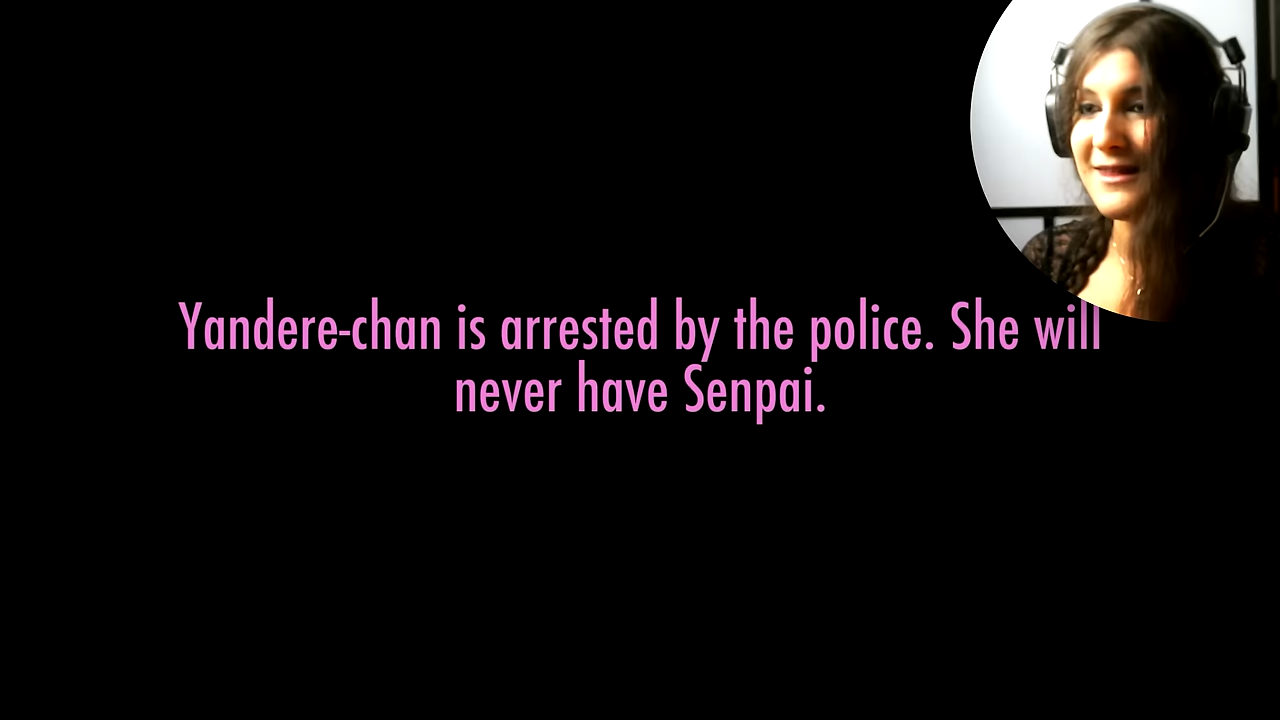 Yandere-chan is arrested by the police. She will
never have Senpai.